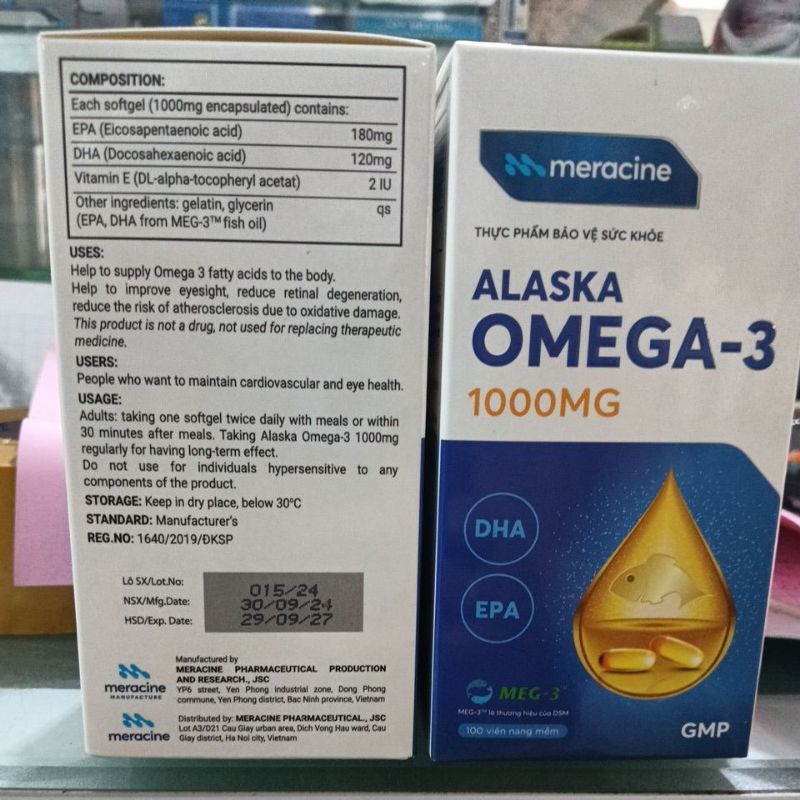 COMPOSITION:
Each softgel (1000mg encapsulated) contains:
EPA (Eicosapentaenoic acid) 180mg
DHA (Docosahexaenoic acid) 120mg
Vitamin E (DL-alpha-tocopheryl acetat) 2 IU
Other ingredients: gelatin, glycerin qs
(EPA, DHA from MEG-3™ fish oil)
USES:
Help to supply Omega 3 fatty acids to the body.
Help to improve eyesight, reduce retinal degeneration,
reduce the risk of atherosclerosis due to oxidative damage.
This product is not a drug, not used for replacing therapeutic
medicine.
USERS:
People who want to maintain cardiovascular and eye health.
USAGE:
Adults: taking one softgel twice daily with meals or within
30 minutes after meals. Taking Alaska Omega-3 1000mg
regularly for having long-term effect.
Do not use for individuals hypersensitive to any
components of the product.
STORAGE: Keep in dry place, below 30°C
STANDARD: Manufacturer's
REG.NO: 1640/2019/ĐKSP
Lô SX/Lot.No: 015/24
NSX/Mfg.Date: 30/09/24
HSD/Exp. Date: 29/09/27
meracine
MANUFACTURE
Manufactured by
MERACINE PHARMACEUTICAL PRODUCTION
AND RESEARCH., JSC
YP6 street, Yen Phong industrial zone, Dong Phong
commune, Yen Phong district, Bac Ninh province, Vietnam
meracine
Distributed by: MERACINE PHARMACEUTICAL., JSC
Lot A3/D21 Cau Giay urban area, Dich Vong Hau ward, Cau
Giay district, Ha Noi city, Vietnam
meracine
THỰC PHẨM BẢO VỆ SỨC KHỎE
ALASKA
OMEGA-3
1000MG
DHA
EPA
MEG-3™
MEG-3™ là thương hiệu của DSM
100 viên nang mềm
GMP